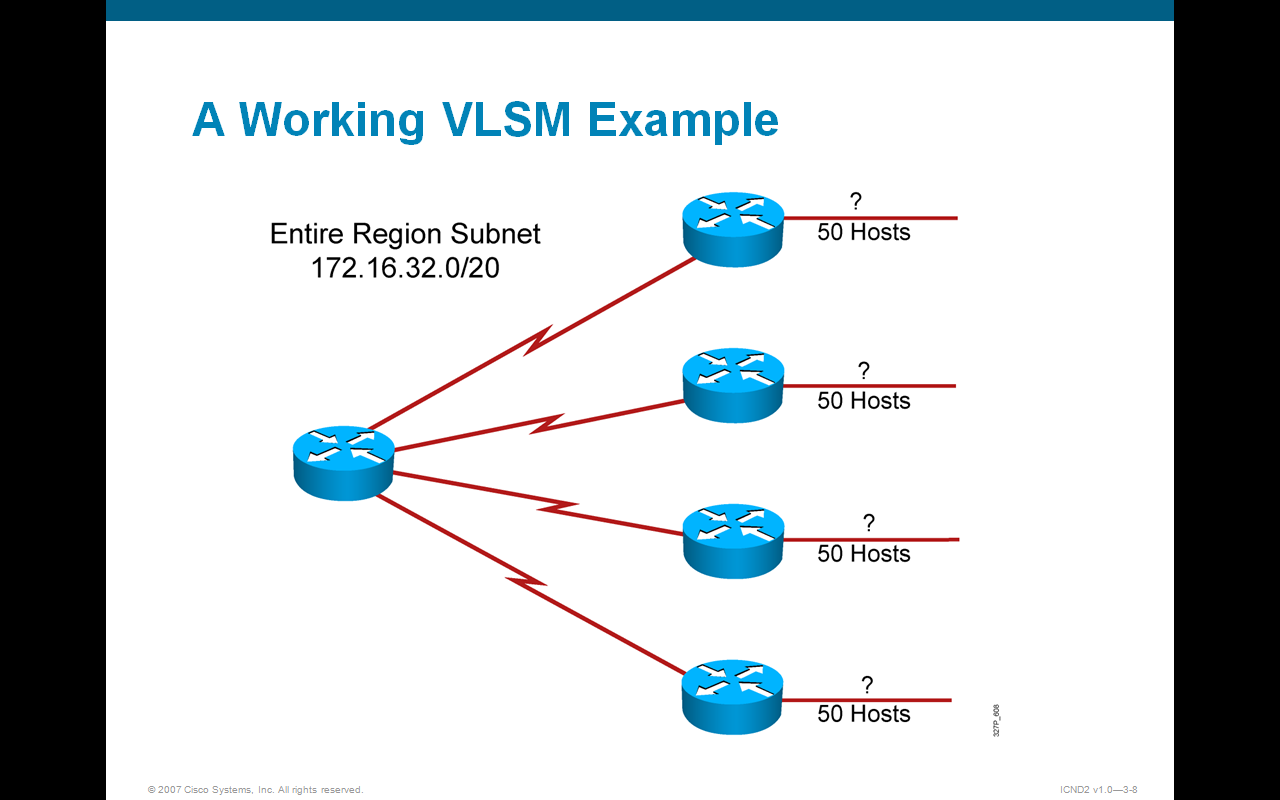 A Working VLSM Example
Entire Region Subnet
172.16.32.0/20
?
50 Hosts
?
50 Hosts
?
50 Hosts
?
50 Hosts
327P_608
© 2007 Cisco Systems, Inc. All rights reserved.
ICND2 v1.0—3-8